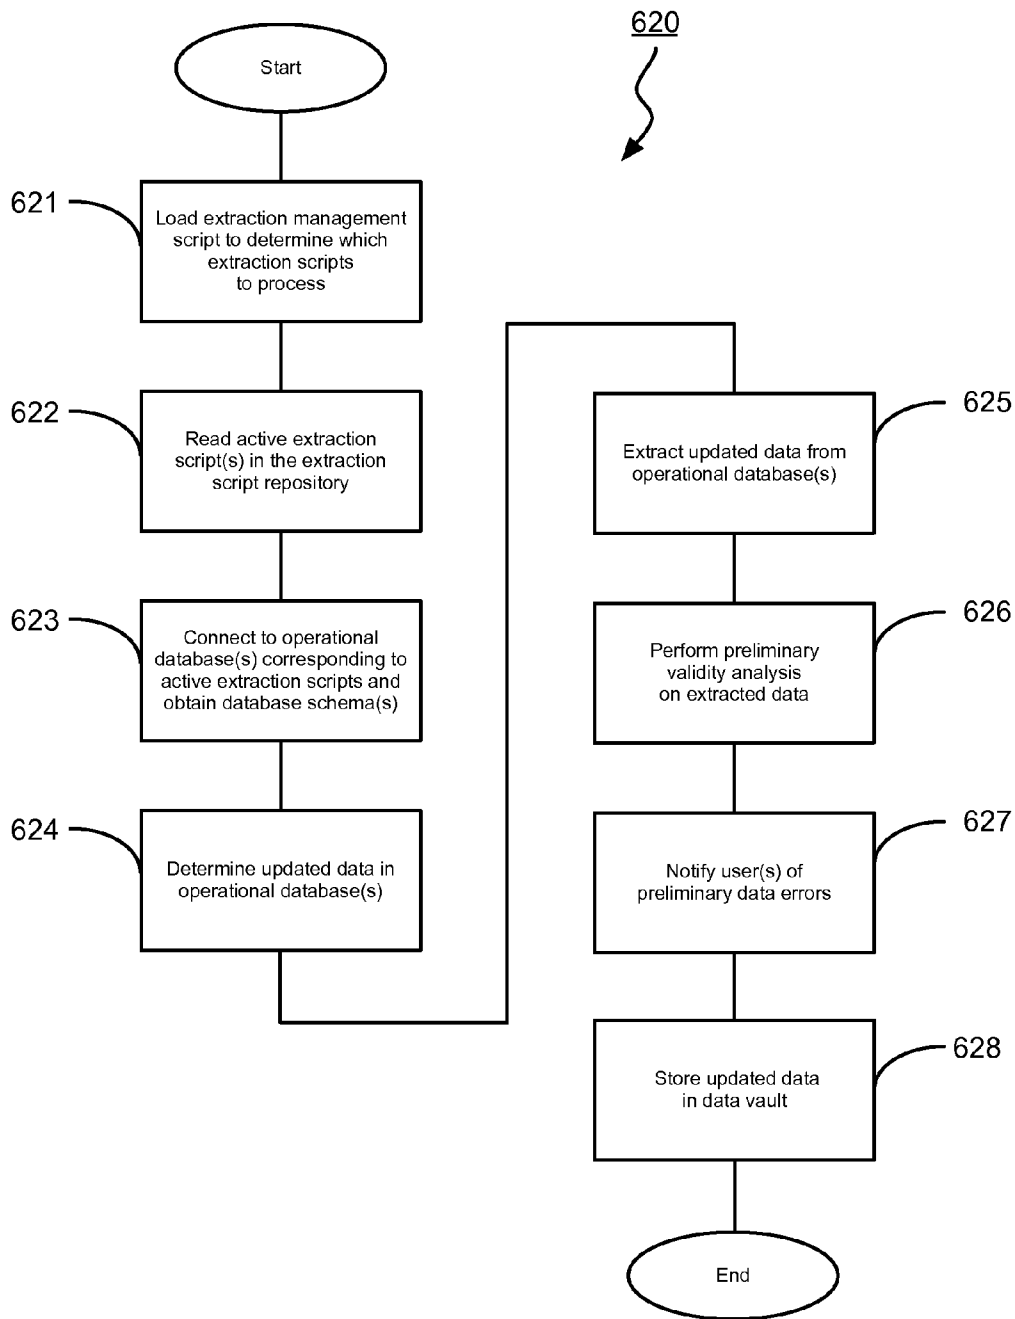 620
Start
621
Load extraction management
script to determine which
extraction scripts
to process
622
Read active extraction
script(s) in the extraction
script repository
623
Connect to operational
database(s) corresponding to
active extraction scripts and
obtain database schema(s)
624
Determine updated data in
operational database(s)
625
Extract updated data from
operational database(s)
626
Perform preliminary
validity analysis
on extracted data
627
Notify user(s) of
preliminary data errors
628
Store updated data
in data vault
End